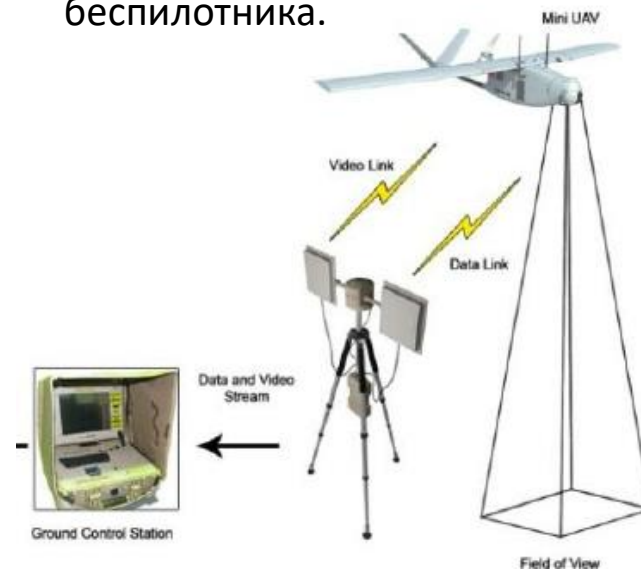 беспилотника.
Mini UAV
Video Link
Data Link
Data and Video
Stream
Ground Control Station
Field of View